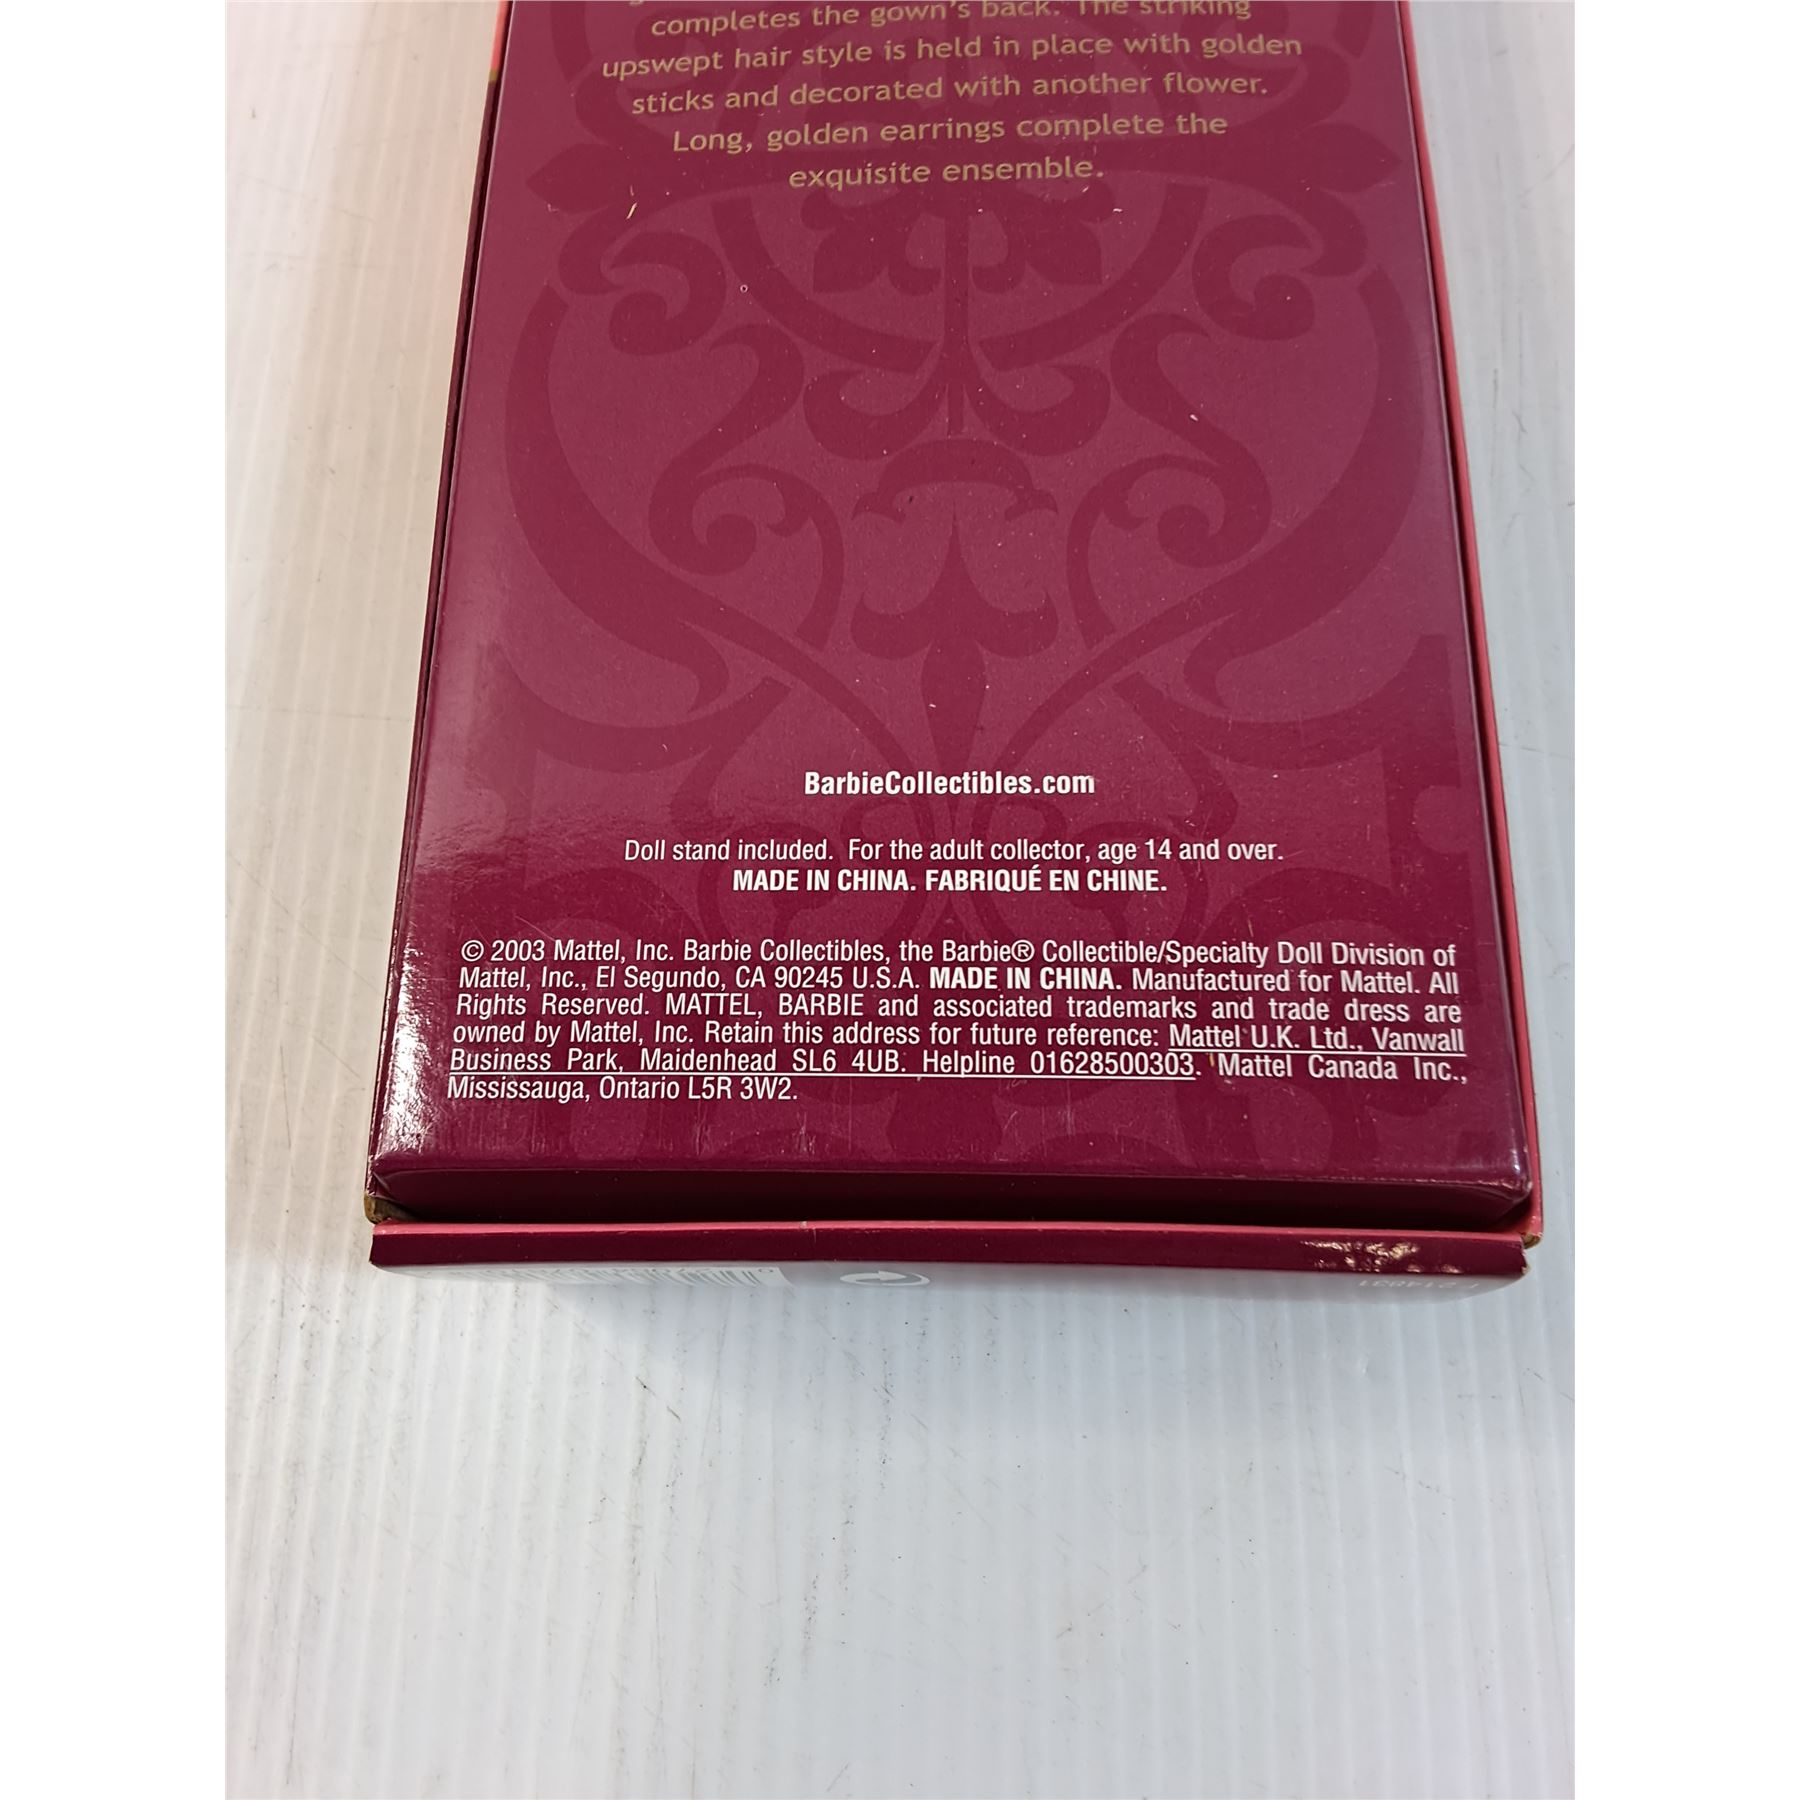 completes the gown's back. The striking
upswept hair style is held in place with golden
sticks and decorated with another flower.
Long, golden earrings complete the
exquisite ensemble.
BarbieCollectibles.com
Doll stand included. For the adult collector, age 14 and over.
MADE IN CHINA. FABRIQUÉ EN CHINE.
© 2003 Mattel, Inc. Barbie Collectibles, the Barbie® Collectible/Specialty Doll Division of
Mattel, Inc., El Segundo, CA 90245 U.S.A. MADE IN CHINA. Manufactured for Mattel. All
Rights Reserved. MATTEL, BARBIE and associated trademarks and trade dress are
owned by Mattel, Inc. Retain this address for future reference: Mattel U.K. Ltd., Vanwall
Business Park, Maidenhead SL6 4UB. Helpline 01628500303. Mattel Canada Inc.,
Mississauga, Ontario L5R 3W2.